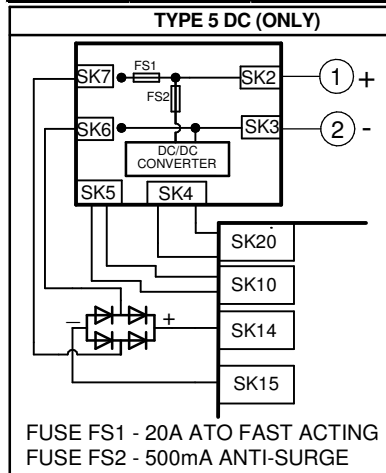 TYPE 5 DC (ONLY)
SK7
FS1
SK2
1
+
FS2
SK6
SK3
2
-
DC/DC
CONVERTER
SK5
SK4
SK20
SK10
SK14
SK15
–
+
FUSE FS1 - 20A ATO FAST ACTING
FUSE FS2 - 500mA ANTI-SURGE